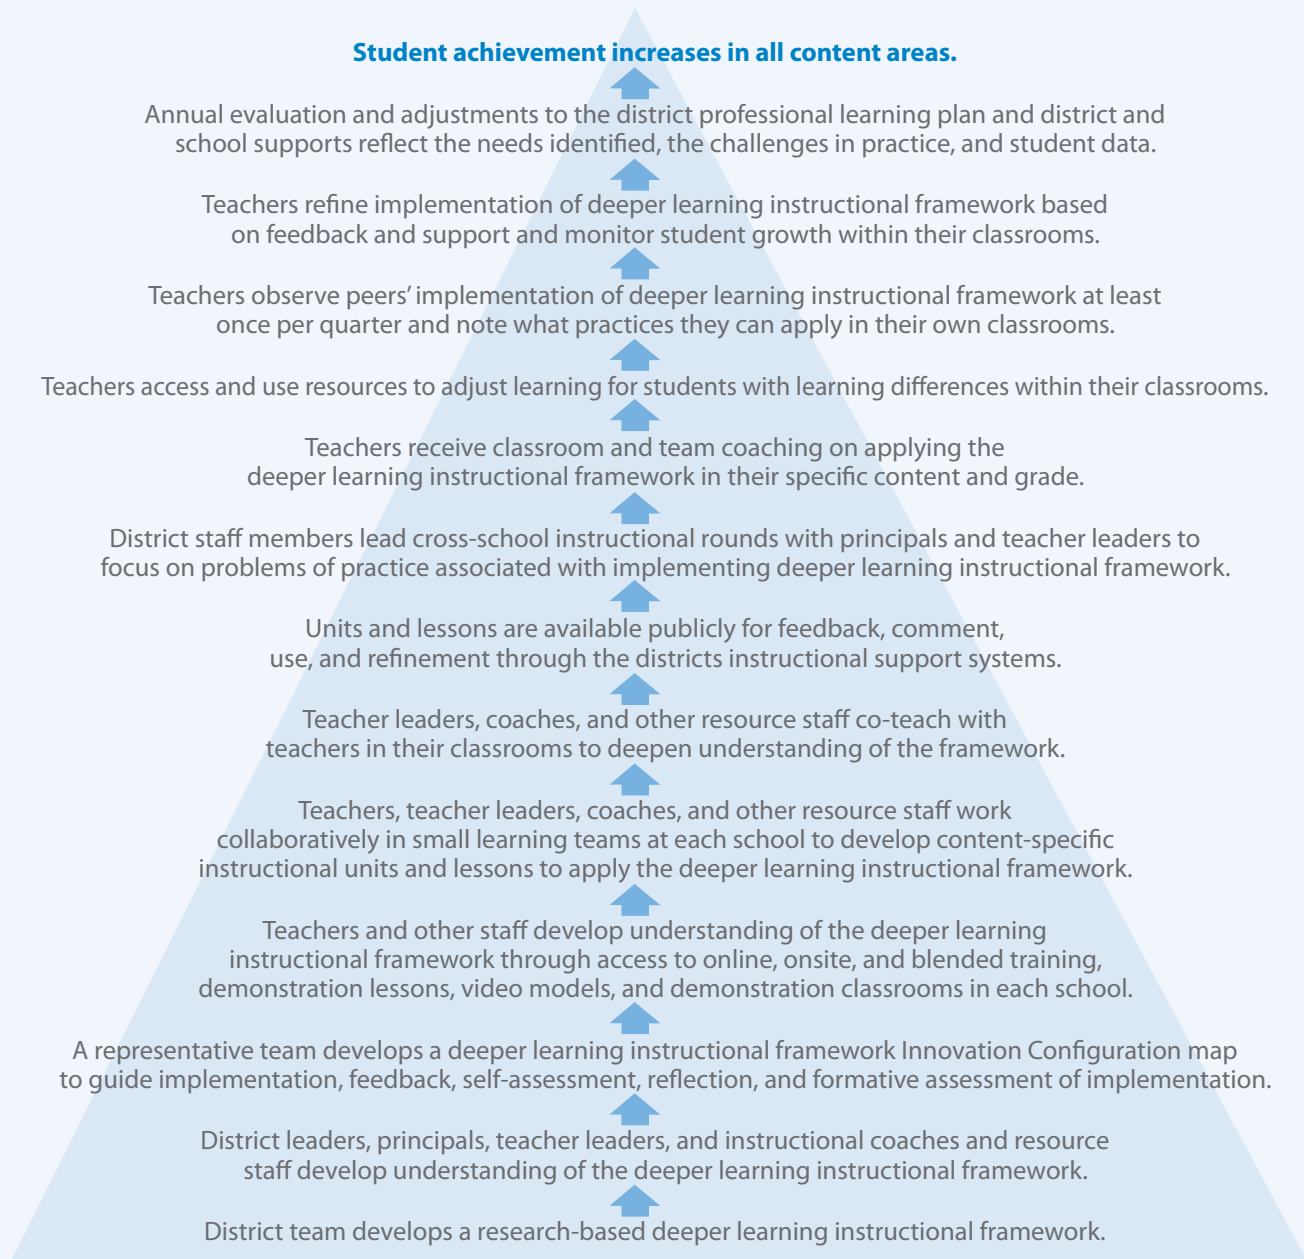 Student achievement increases in all content areas.
Annual evaluation and adjustments to the district professional learning plan and district and
school supports reflect the needs identified, the challenges in practice, and student data.
Teachers refine implementation of deeper learning instructional framework based
on feedback and support and monitor student growth within their classrooms.
Teachers observe peers’ implementation of deeper learning instructional framework at least
once per quarter and note what practices they can apply in their own classrooms.
Teachers access and use resources to adjust learning for students with learning differences within their classrooms.
Teachers receive classroom and team coaching on applying the
deeper learning instructional framework in their specific content and grade.
District staff members lead cross-school instructional rounds with principals and teacher leaders to
focus on problems of practice associated with implementing deeper learning instructional framework.
Units and lessons are available publicly for feedback, comment,
use, and refinement through the districts instructional support systems.
Teacher leaders, coaches, and other resource staff co-teach with
teachers in their classrooms to deepen understanding of the framework.
Teachers, teacher leaders, coaches, and other resource staff work
collaboratively in small learning teams at each school to develop content-specific
instructional units and lessons to apply the deeper learning instructional framework.
Teachers and other staff develop understanding of the deeper learning
instructional framework through access to online, onsite, and blended training,
demonstration lessons, video models, and demonstration classrooms in each school.
A representative team develops a deeper learning instructional framework Innovation Configuration map
to guide implementation, feedback, self-assessment, reflection, and formative assessment of implementation.
District leaders, principals, teacher leaders, and instructional coaches and resource
staff develop understanding of the deeper learning instructional framework.
District team develops a research-based deeper learning instructional framework.